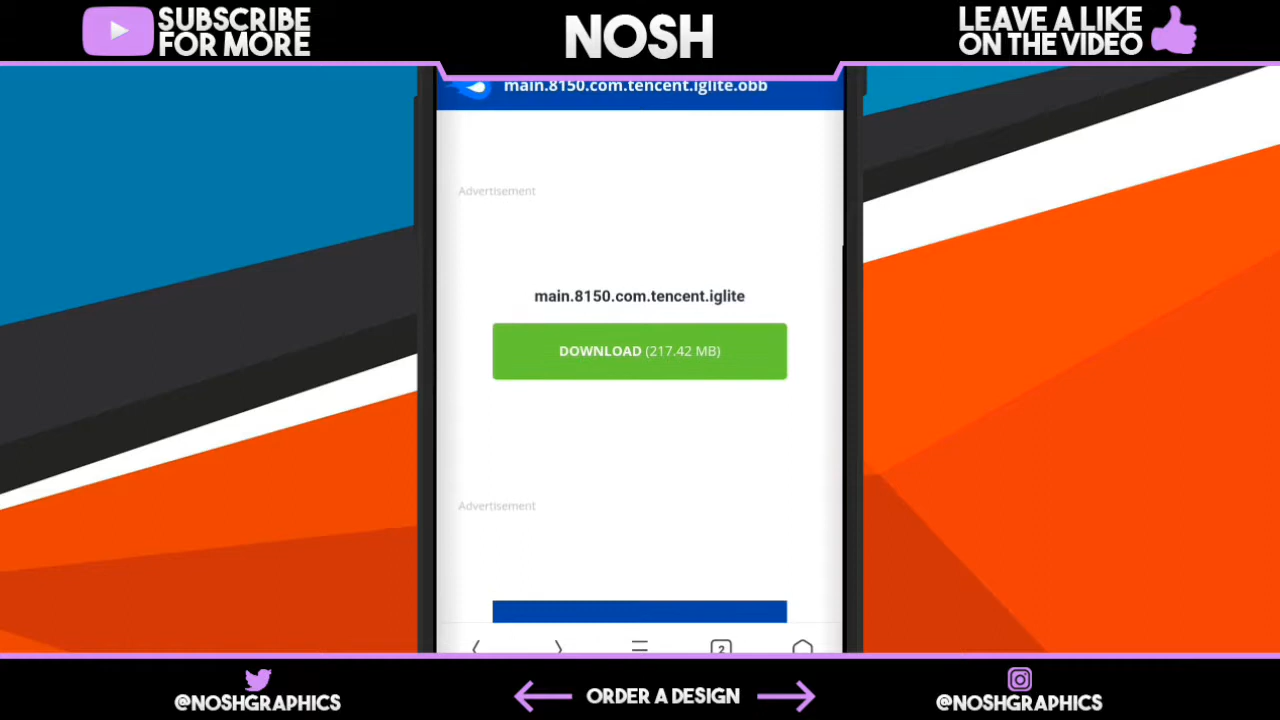 SUBSCRIBE
FOR MORE
NOSH
LEAVE A LIKE
ON THE VIDEO
main.8150.com.tencent.iglite.obb
Advertisement
main.8150.com.tencent.iglite
DOWNLOAD (217.42 MB)
Advertisement
2
@NOSHGRAPHICS
ORDER A DESIGN
@NOSHGRAPHICS